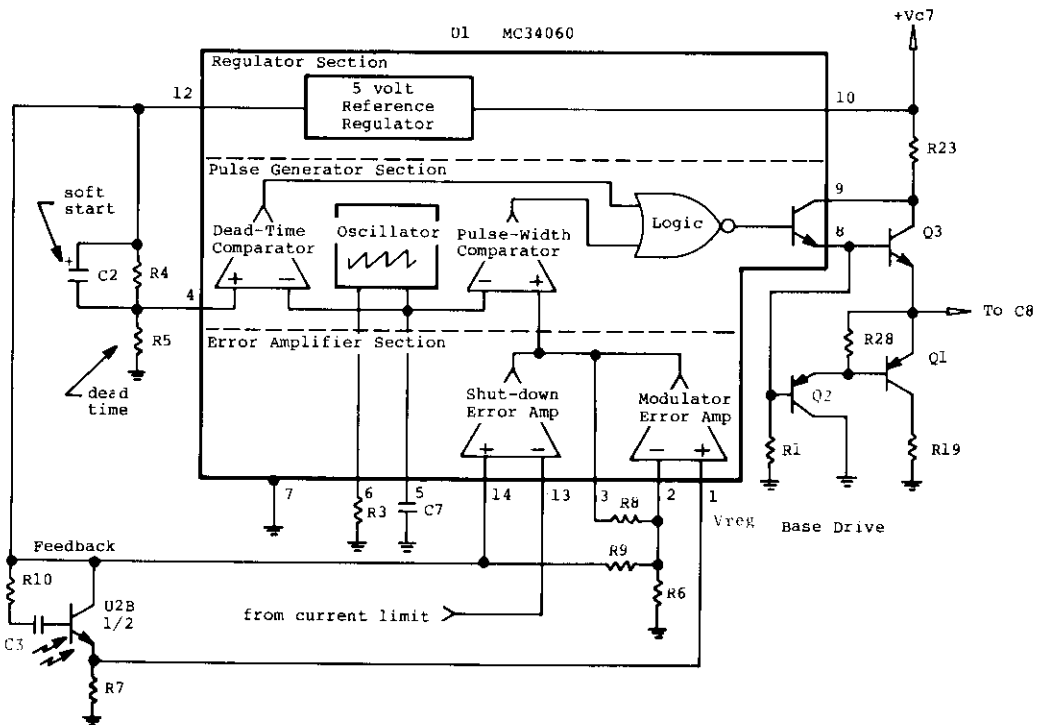 +Vc7
U1 MC34060
Regulator Section
12
5 volt
Reference
Regulator
10
R23
Pulse Generator Section
soft
start
9
Logic
Dead-Time
Comparator
Oscillator
Pulse-Width
Comparator
8
Q3
+
C2
R4
+
−
−
+
4
To C8
R5
Error Amplifier Section
R28
Q1
dead
time
Shut-down
Error Amp
Modulator
Error Amp
Q2
+
−
−
+
R1
R19
7
6
5
14
13
3
2
1
R3
C7
R8
Vreg
Base Drive
Feedback
R9
R10
R6
U2B
1/2
from current limit
C3
R7